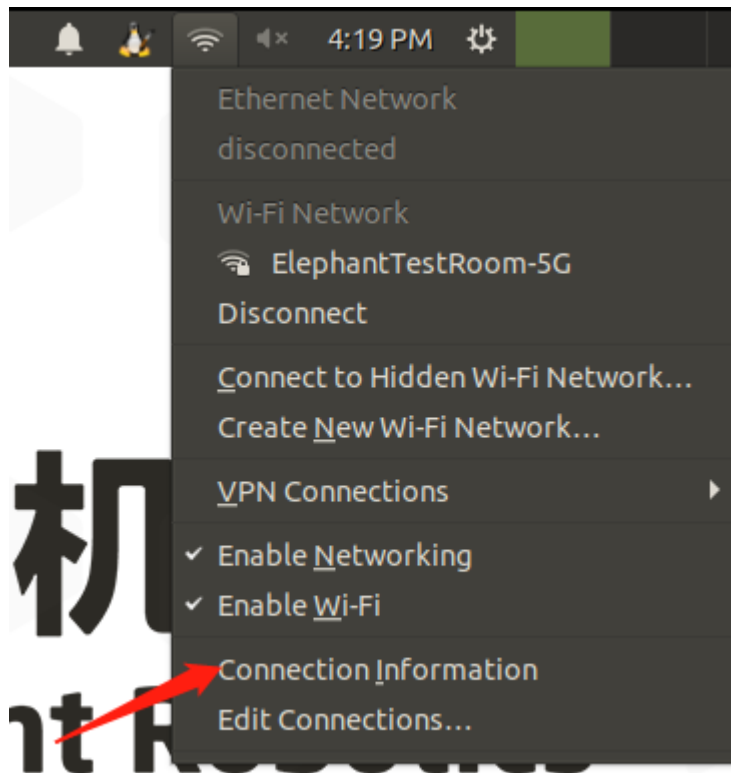 4:19 PM
Ethernet Network
disconnected
Wi-Fi Network
ElephantTestRoom-5G
Disconnect
Connect to Hidden Wi-Fi Network...
Create New Wi-Fi Network...
VPN Connections
Enable Networking
Enable Wi-Fi
机
Connection Information
Edit Connections...